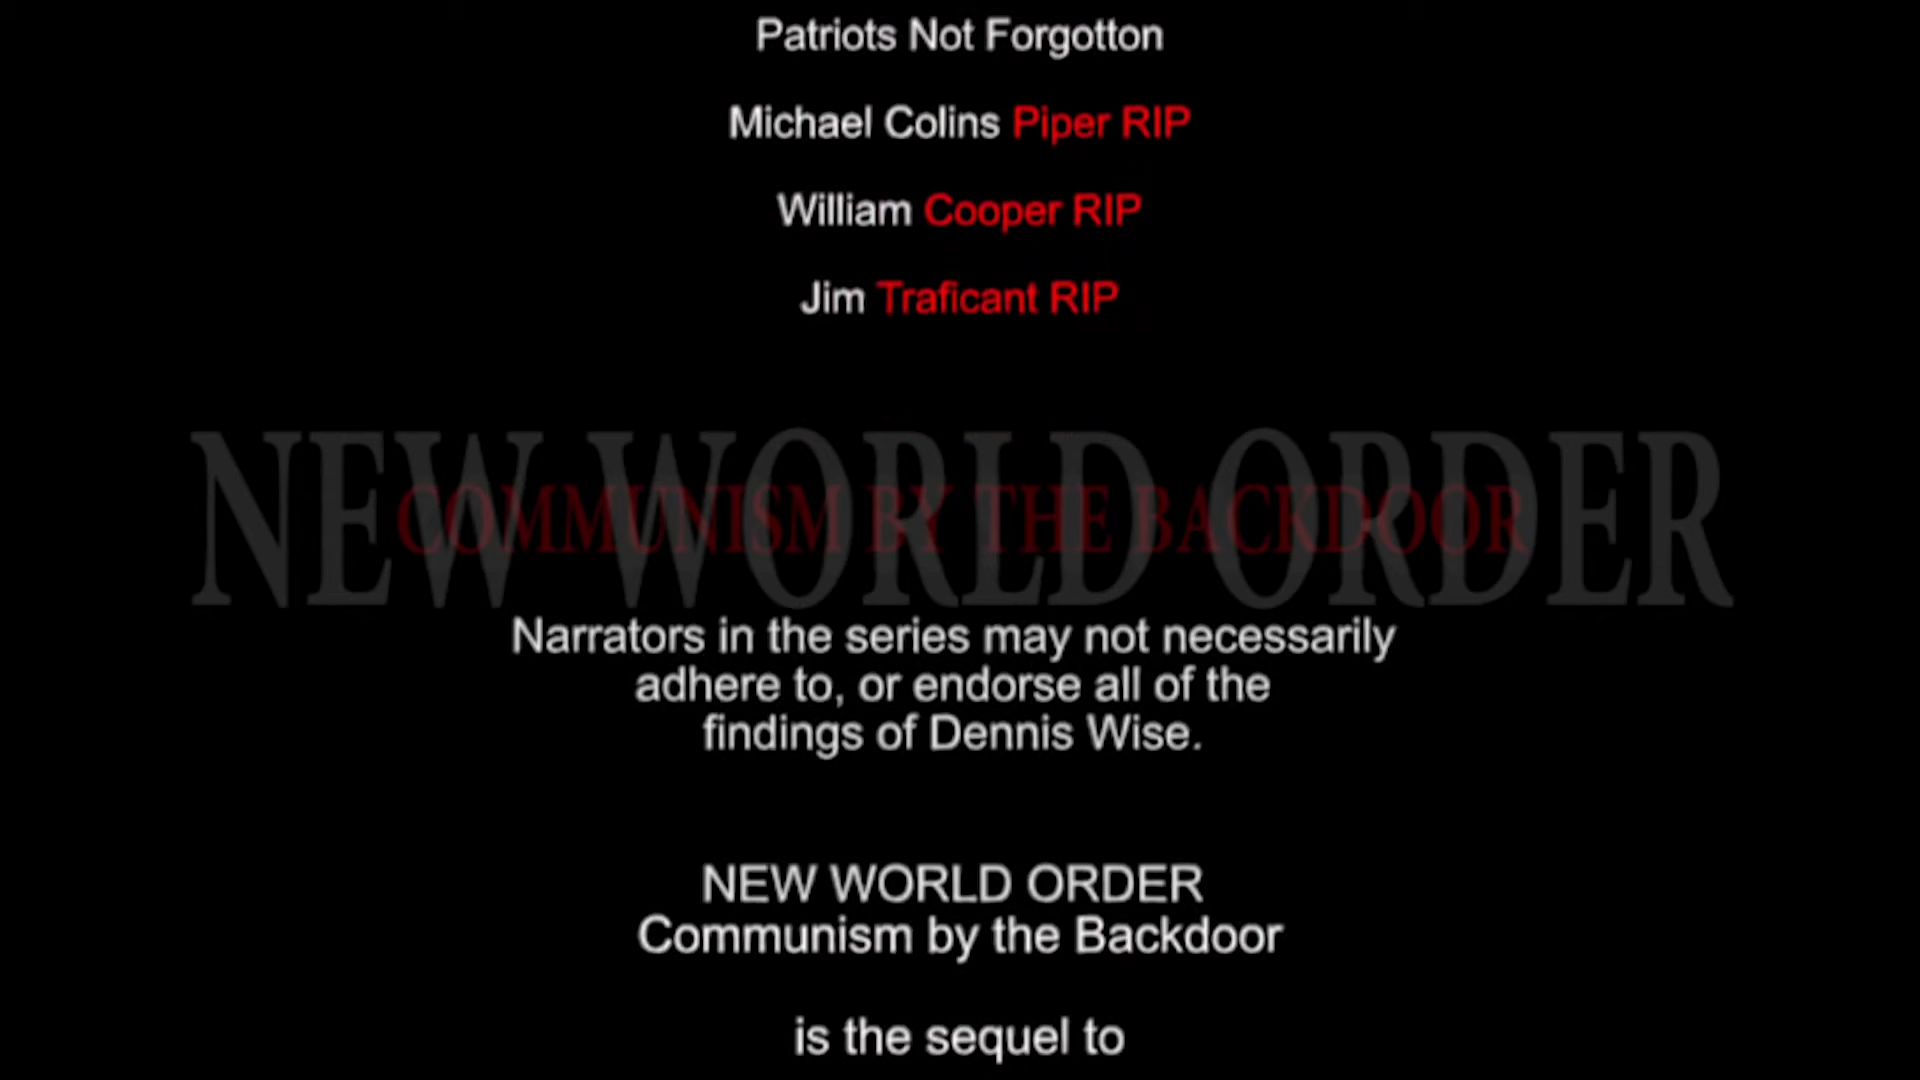 Patriots Not Forgotton
Michael Colins Piper RIP
William Cooper RIP
Jim Traficant RIP
NEW WORLD ORDER
COMMUNISM BY THE BACKDOOR
Narrators in the series may not necessarily
adhere to, or endorse all of the
findings of Dennis Wise.
NEW WORLD ORDER
Communism by the Backdoor
is the sequel to